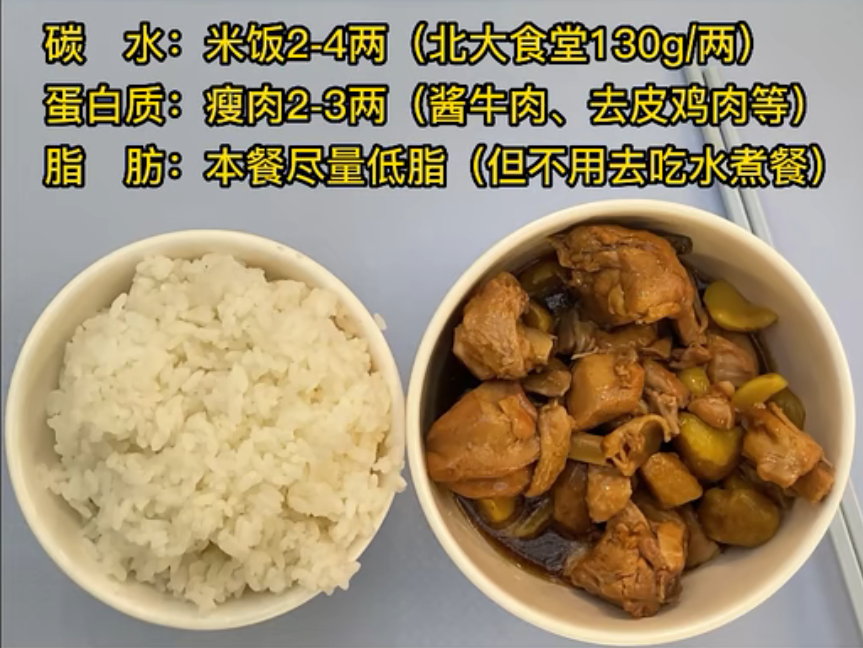 碳　水：米饭2-4两（北大食堂130g/两）
蛋白质：瘦肉2-3两（酱牛肉、去皮鸡肉等）
脂　肪：本餐尽量低脂（但不用去吃水煮餐）